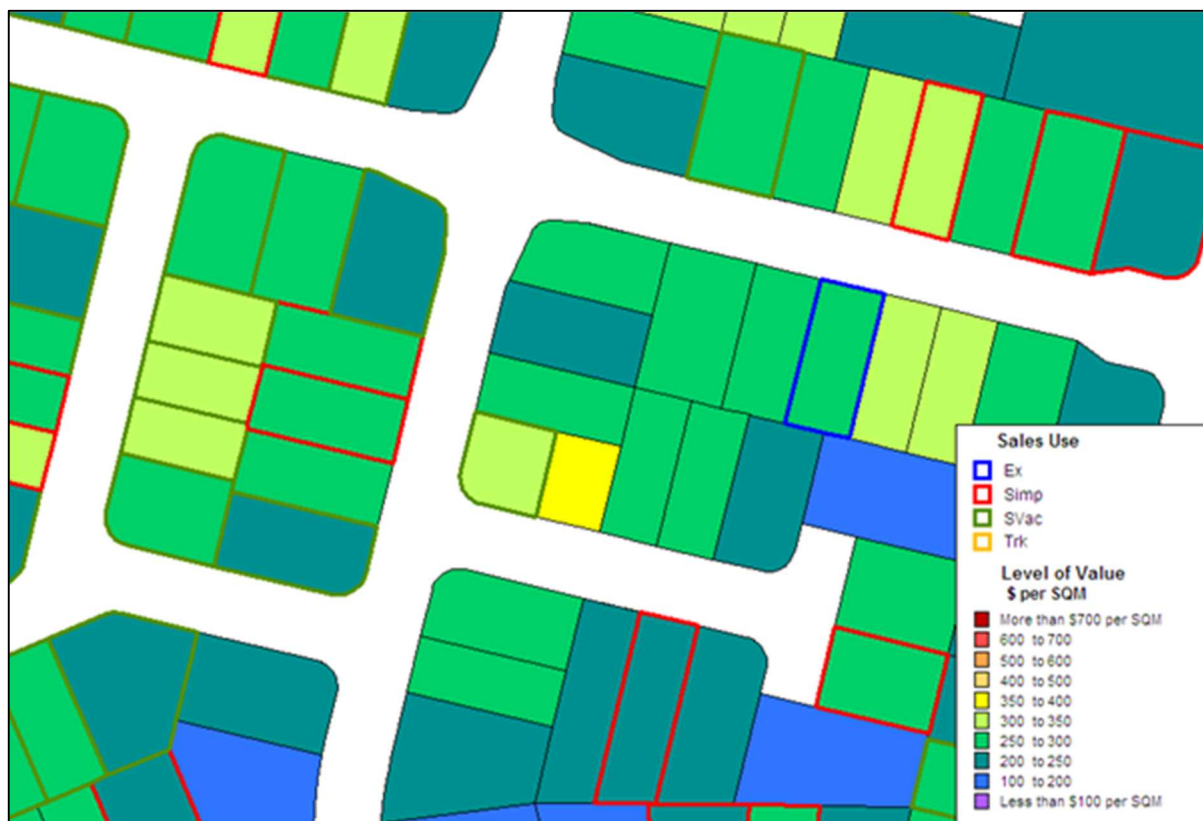 Sales Use
Ex
Simp
SVac
Trk
Level of Value
$ per SQM
More than $700 per SQM
600 to 700
500 to 600
400 to 500
350 to 400
300 to 350
250 to 300
200 to 250
100 to 200
Less than $100 per SQM